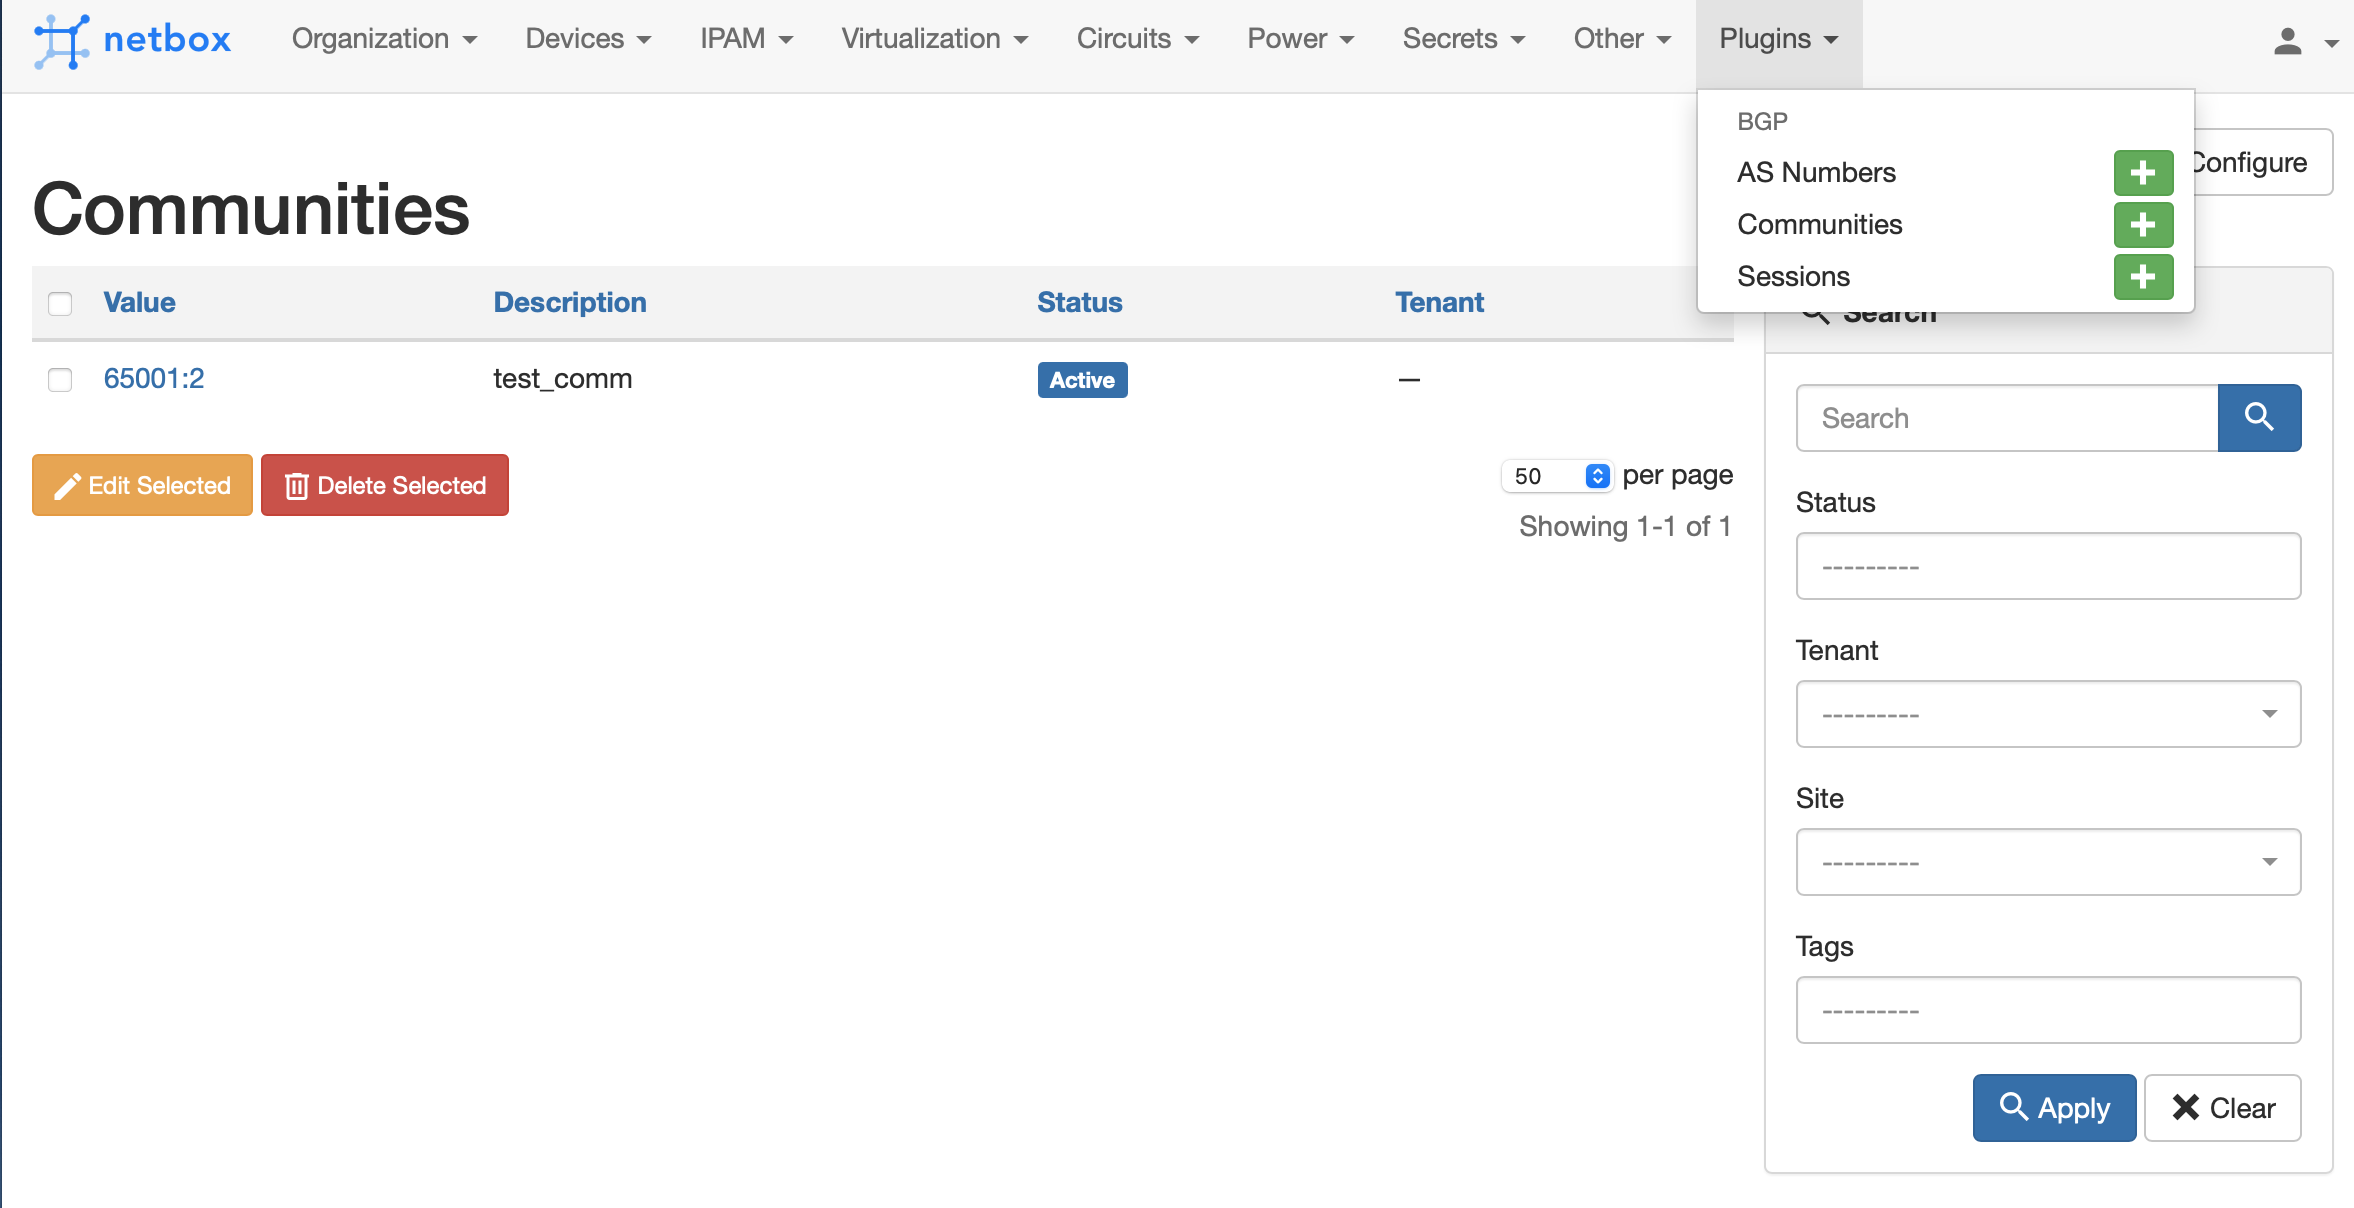 netbox Organization Devices IPAM Virtualization Circuits Power Secrets Other Plugins
BGP
AS Numbers
Communities
Sessions
Configure
Communities
Value Description Status Tenant
65001:2 test_comm Active —
Edit Selected Delete Selected
50 per page
Showing 1-1 of 1
Search
Search
Status
---------
Tenant
---------
Site
---------
Tags
---------
Apply Clear